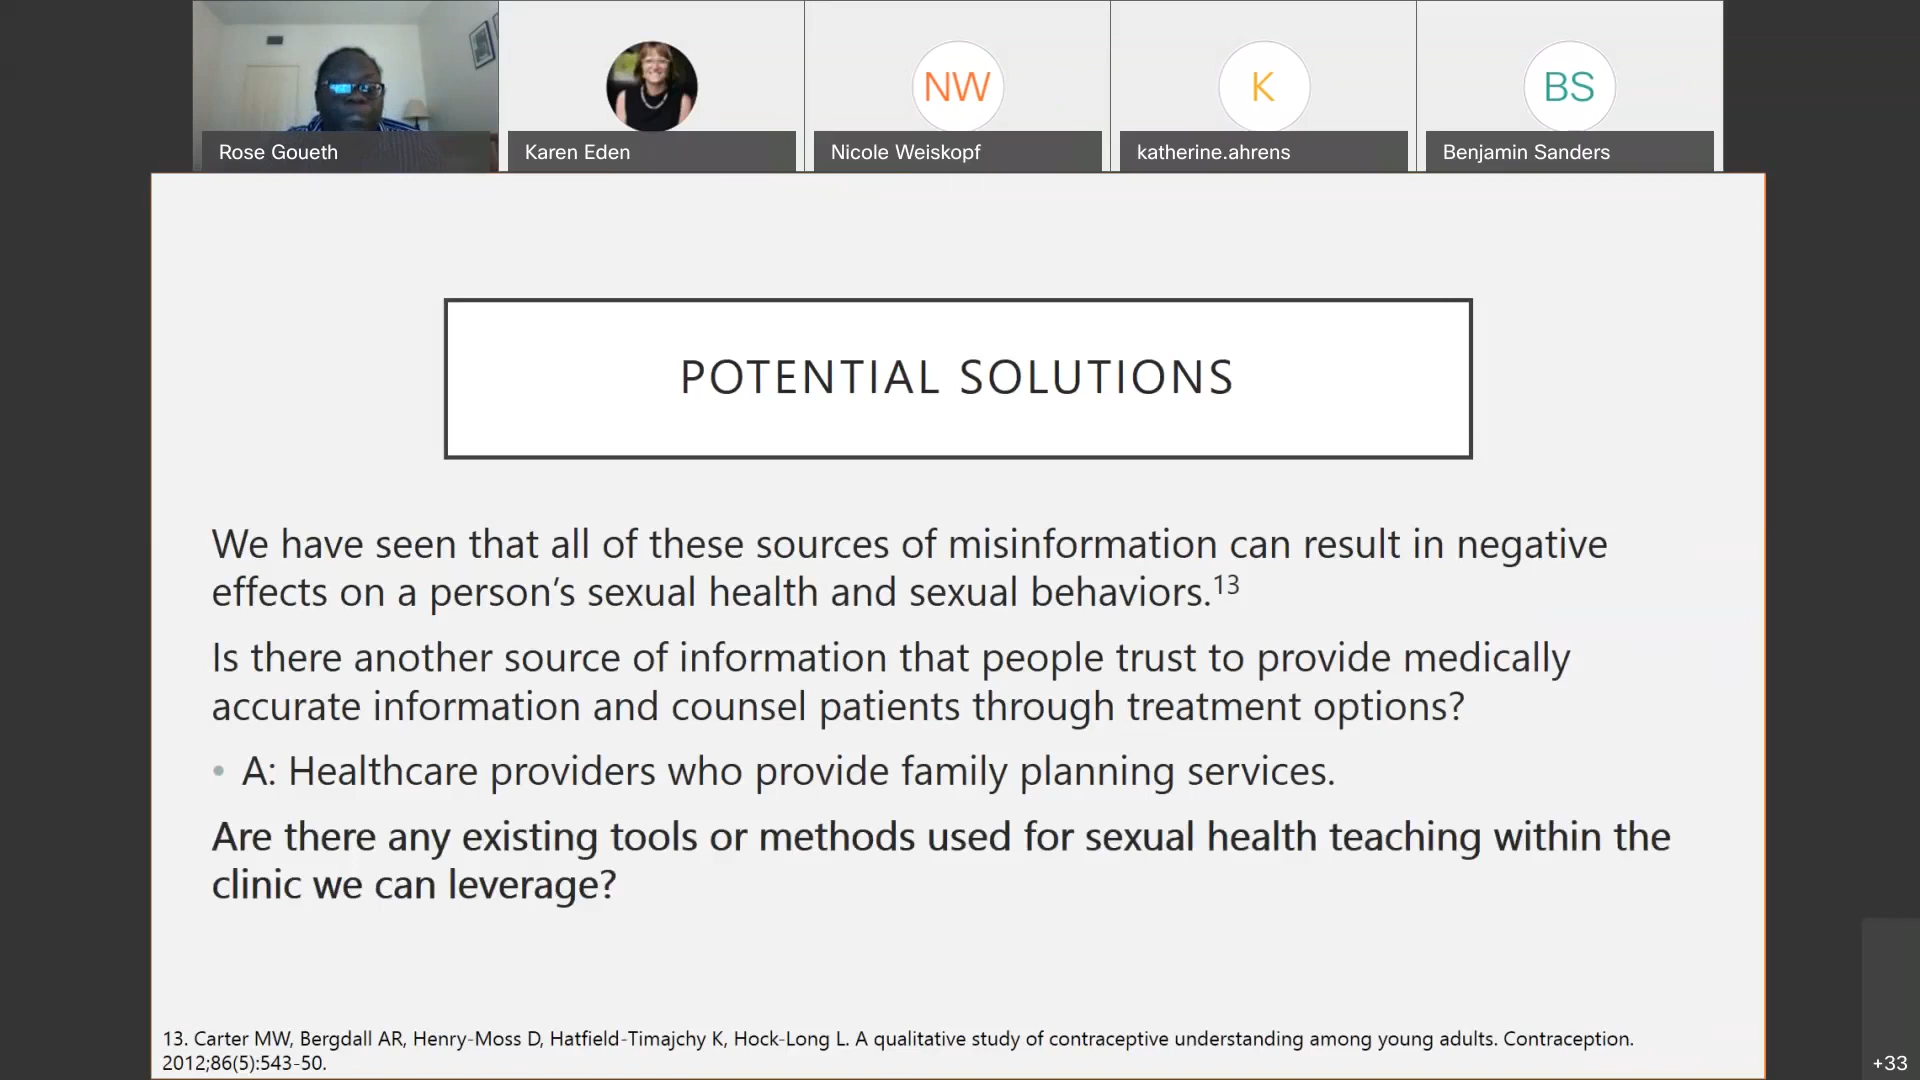 NW
K
BS
Rose Goueth
Karen Eden
Nicole Weiskopf
katherine.ahrens
Benjamin Sanders
POTENTIAL SOLUTIONS
We have seen that all of these sources of misinformation can result in negative
effects on a person’s sexual health and sexual behaviors.¹³
Is there another source of information that people trust to provide medically
accurate information and counsel patients through treatment options?
• A: Healthcare providers who provide family planning services.
Are there any existing tools or methods used for sexual health teaching within the
clinic we can leverage?
13. Carter MW, Bergdall AR, Henry-Moss D, Hatfield-Timajchy K, Hock-Long L. A qualitative study of contraceptive understanding among young adults. Contraception.
2012;86(5):543-50.
+33